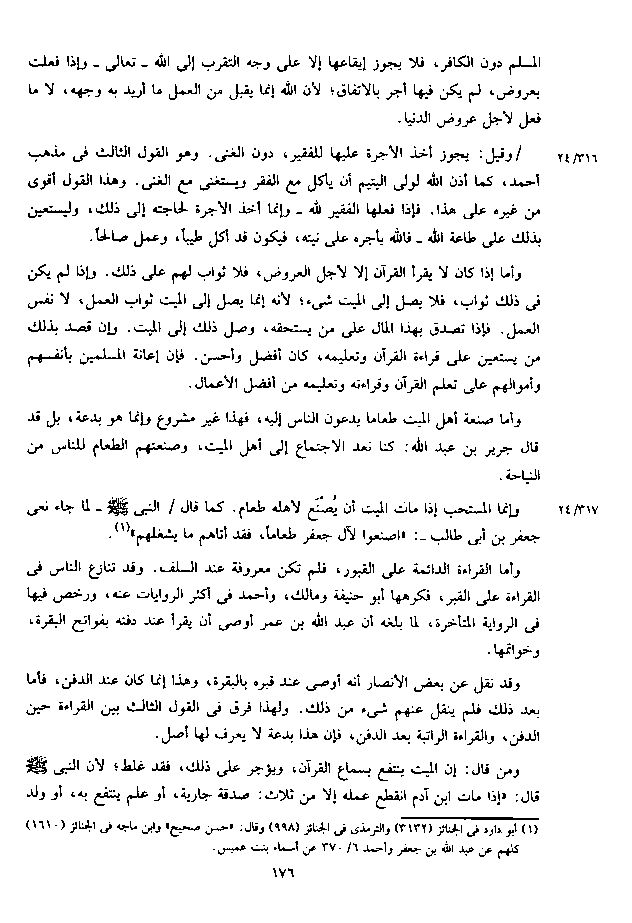 المسلم دون الكافر، فلا يجوز إيقاعها إلا على وجه التقرب إلى الله ـ تعالى ـ وإذا فعلت
بعروض، لم يكن فيها أجر بالاتفاق؛ لأن الله إنما يقبل من العمل ما أريد به وجهه، لا ما
فعل لأجل عروض الدنيا.
٢٤/٣١٦ / وقيل: يجوز أخذ الأجرة عليها للفقير، دون الغنى. وهو القول الثالث فى مذهب
أحمد، كما أذن الله لولى اليتيم أن يأكل مع الفقر ويستغنى مع الغنى. وهذا القول أقوى
من غيره على هذا. فإذا فعلها الفقير لله ـ وإنما أخذ الأجرة لحاجته إلى ذلك، وليستعين
بذلك على طاعة الله ـ فالله يأجره على نيته، فيكون قد أكل طيباً، وعمل صالحاً.
وأما إذا كان لا يقرأ القرآن إلا لأجل العروض، فلا ثواب لهم على ذلك. وإذا لم يكن
فى ذلك ثواب، فلا يصل إلى الميت شىء؛ لأنه إنما يصل إلى الميت ثواب العمل، لا نفس
العمل. فإذا تصدق بهذا المال على من يستحقه، وصل ذلك إلى الميت. وإن قصد بذلك
من يستعين على قراءة القرآن وتعليمه، كان أفضل وأحسن. فإن إعانة المسلمين بأنفسهم
وأموالهم على تعلم القرآن وقراءته وتعليمه من أفضل الأعمال.
وأما صنعة أهل الميت طعاما يدعون الناس إليه، فهذا غير مشروع وإنما هو بدعة، بل قد
قال جرير بن عبد الله: كنا نعد الاجتماع إلى أهل الميت، وصنعتهم الطعام للناس من
النياحة.
٢٤/٣١٧ وإنما المستحب إذا مات الميت أن يُصْنَع لأهله طعام. كما قال / النبى ﷺ ـ لما جاء نعى
جعفر بن أبى طالب ـ: «اصنعوا لآل جعفر طعاماً، فقد أتاهم ما يشغلهم»(١).
وأما القراءة الدائمة على القبور، فلم تكن معروفة عند السلف. وقد تنازع الناس فى
القراءة على القبر، فكرهها أبو حنيفة ومالك، وأحمد فى أكثر الروايات عنه، ورخص فيها
فى الرواية المتأخرة، لما بلغه أن عبد الله بن عمر أوصى أن يقرأ عند دفنه بفواتح البقرة،
وخواتمها.
وقد نقل عن بعض الأنصار أنه أوصى عند قبره بالبقرة، وهذا إنما كان عند الدفن، فأما
بعد ذلك فلم ينقل عنهم شىء من ذلك. ولهذا فرق فى القول الثالث بين القراءة حين
الدفن، والقراءة الراتبة بعد الدفن، فإن هذا بدعة لا يعرف لها أصل.
ومن قال: إن الميت ينتفع بسماع القرآن، ويؤجر على ذلك، فقد غلط؛ لأن النبى ﷺ
قال: «إذا مات ابن آدم انقطع عمله إلا من ثلاث: صدقة جارية، أو علم ينتفع به، أو ولد
(١) أبو داود فى الجنائز (٣١٣٢) والترمذى فى الجنائز (٩٩٨) وقال: «حسن صحيح» وابن ماجه فى الجنائز (١٦١٠)
كلهم عن عبد الله بن جعفر وأحمد ٦/ ٣٧٠ عن أسماء بنت عميس.
١٧٦